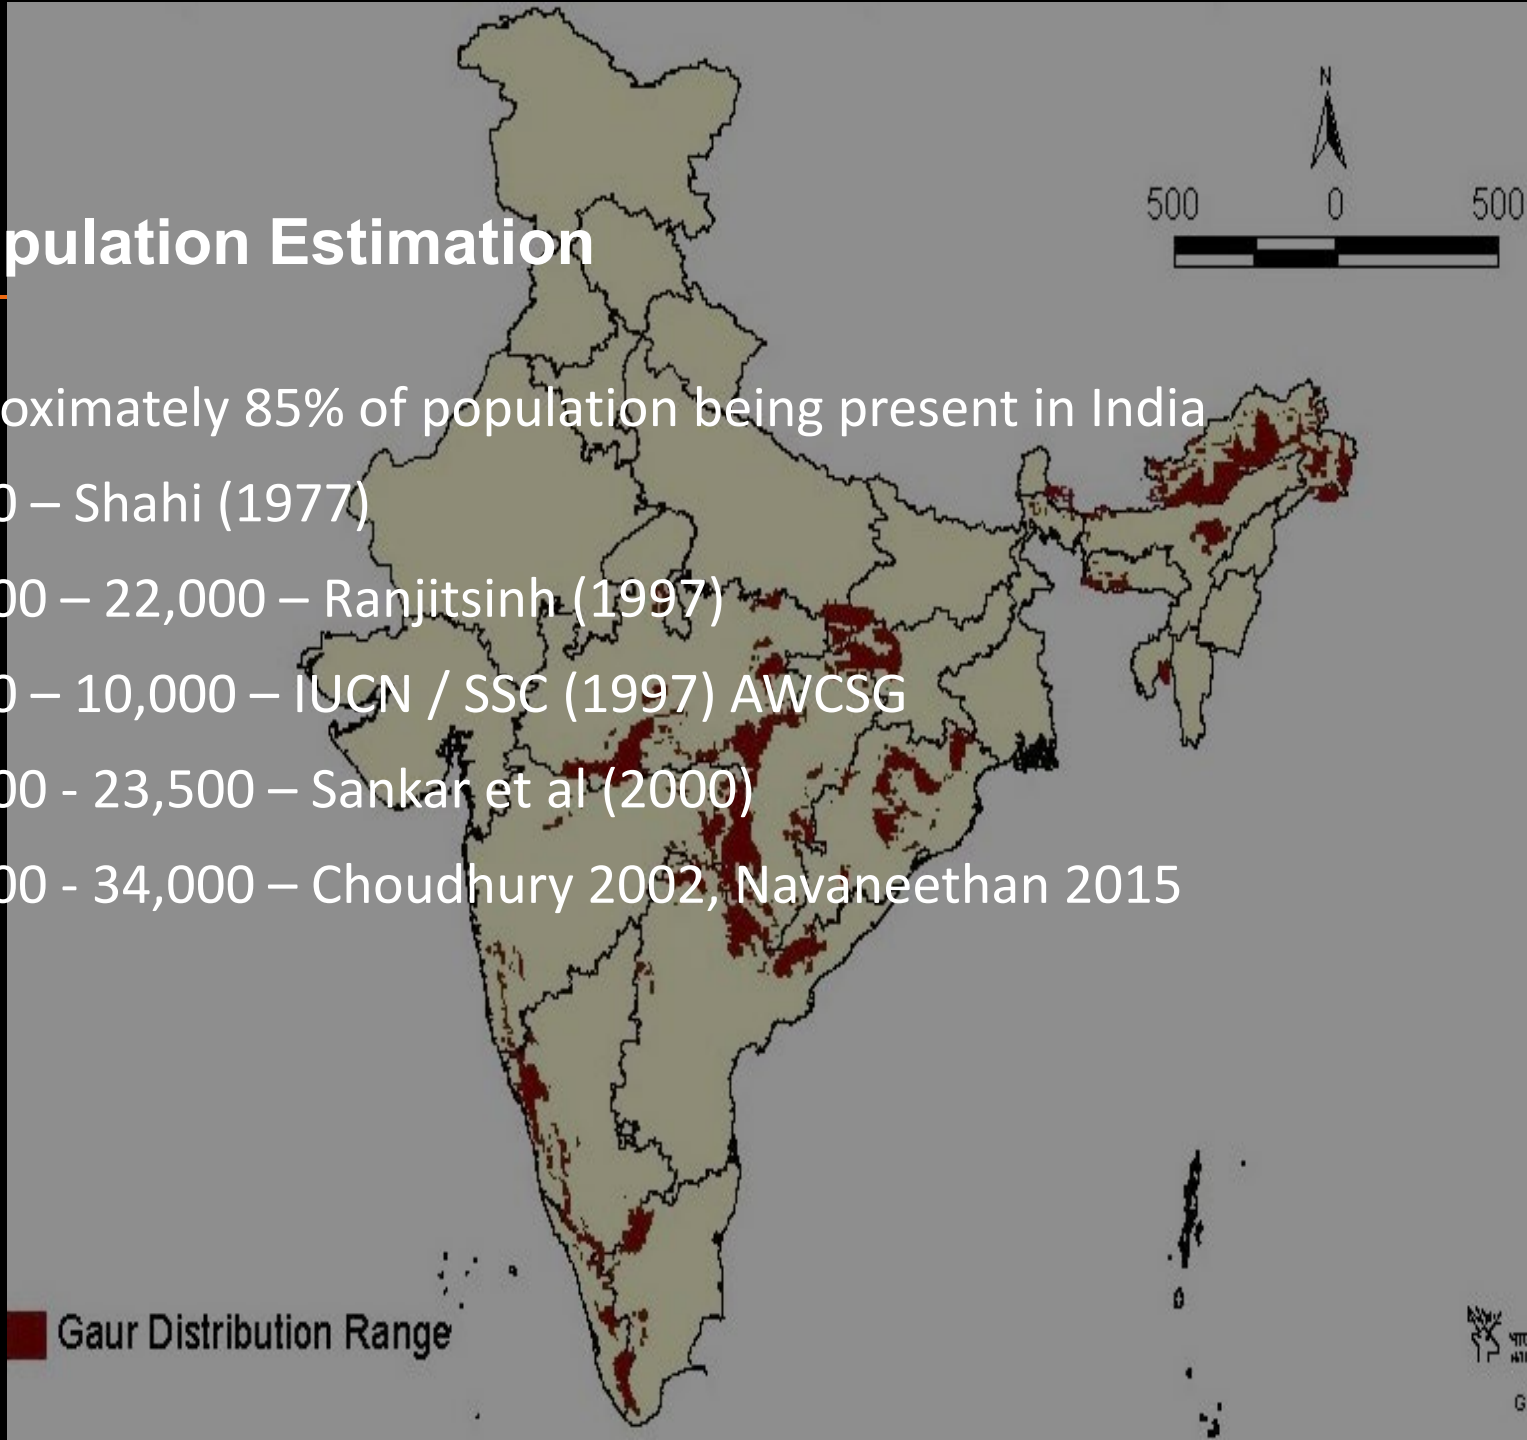 N
500 0 500
pulation Estimation
oximately 85% of population being present in India
0 – Shahi (1977)
00 – 22,000 – Ranjitsinh (1997)
0 – 10,000 – IUCN / SSC (1997) AWCSG
00 - 23,500 – Sankar et al (2000)
00 - 34,000 – Choudhury 2002, Navaneethan 2015
Gaur Distribution Range
G